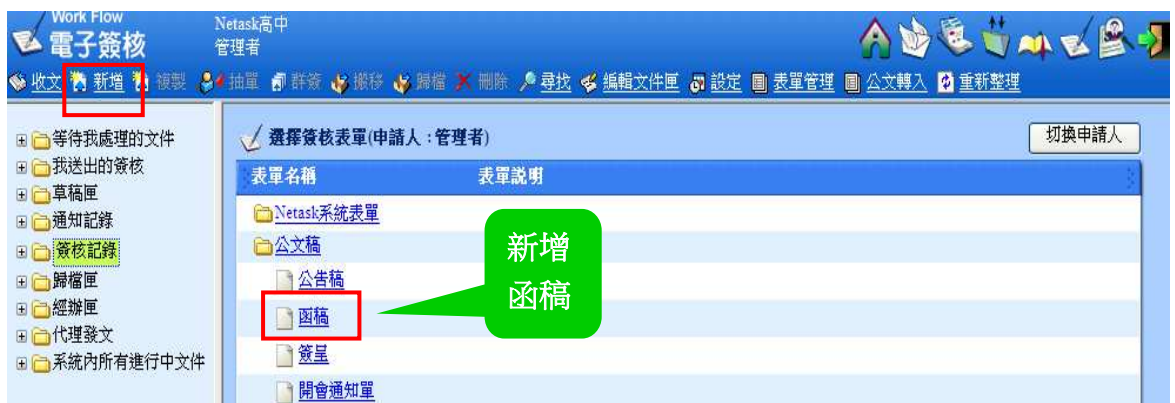 Work Flow
電子簽核
Netask高中
管理者
收文 新增 複製 抽單 群簽 搬移 歸檔 刪除 尋找 編輯文件匣 設定 表單管理 公文轉入 重新整理
等待我處理的文件
我送出的簽核
草稿匣
通知記錄
簽核記錄
歸檔匣
經辦匣
代理發文
系統內所有進行中文件
選擇簽核表單(申請人：管理者)
切換申請人
表單名稱 表單說明
Netask系統表單
公文稿
公告稿
函稿
簽呈
開會通知單
新增
函稿